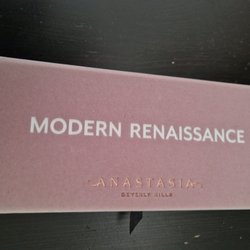 MODERN RENAISSANCE
ANASTASIA
BEVERLY HILLS